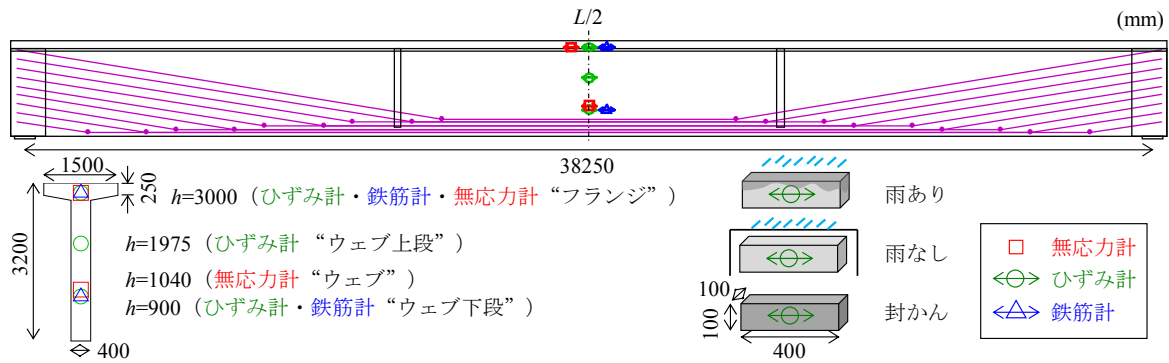 L/2
(mm)
38250
1500
250
3200
400
h=3000（ひずみ計・鉄筋計・無応力計 “フランジ”）
h=1975（ひずみ計 “ウェブ上段”）
h=1040（無応力計 “ウェブ”）
h=900（ひずみ計・鉄筋計 “ウェブ下段”）
雨あり
雨なし
封かん
100
100
400
無応力計
ひずみ計
鉄筋計